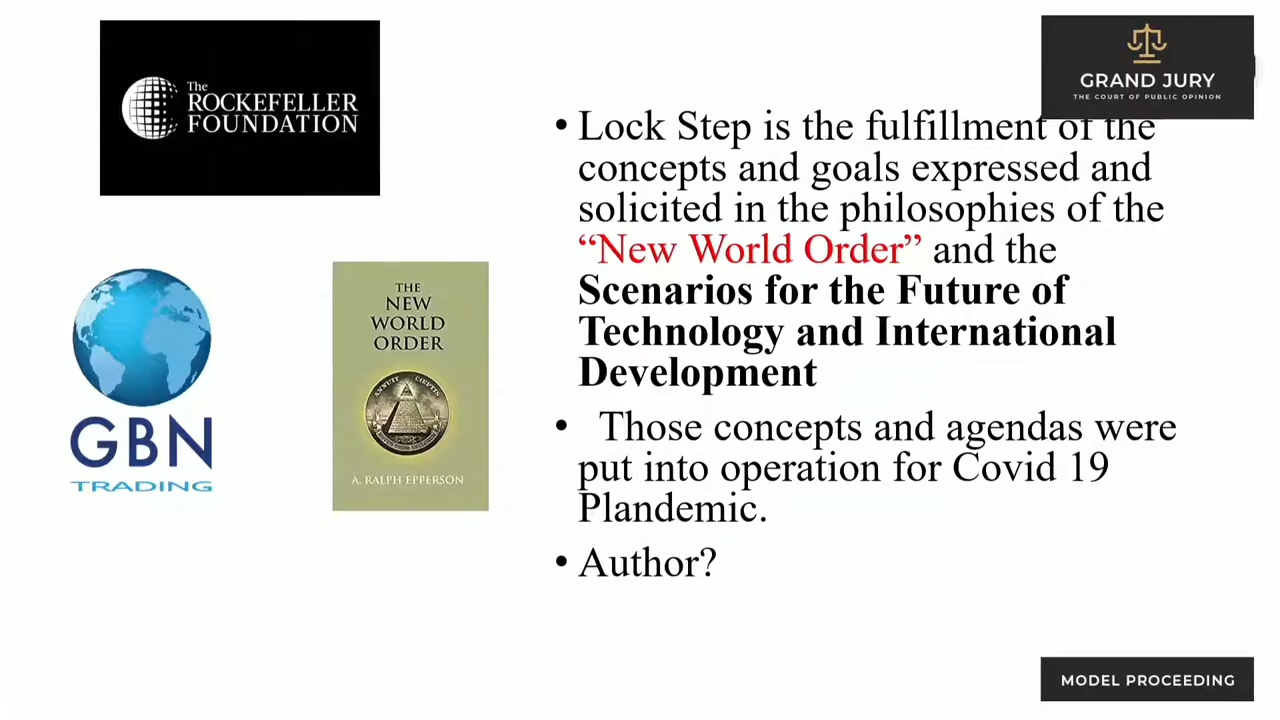 The
ROCKEFELLER
FOUNDATION
GRAND JURY
THE COURT OF PUBLIC OPINION
• Lock Step is the fulfillment of the
concepts and goals expressed and
solicited in the philosophies of the
“New World Order” and the
Scenarios for the Future of
Technology and International
Development
• Those concepts and agendas were
put into operation for Covid 19
Plandemic.
• Author?
GBN
TRADING
THE
NEW
WORLD
ORDER
ANNUIT CŒPTIS
A. RALPH EPPERSON
MODEL PROCEEDING